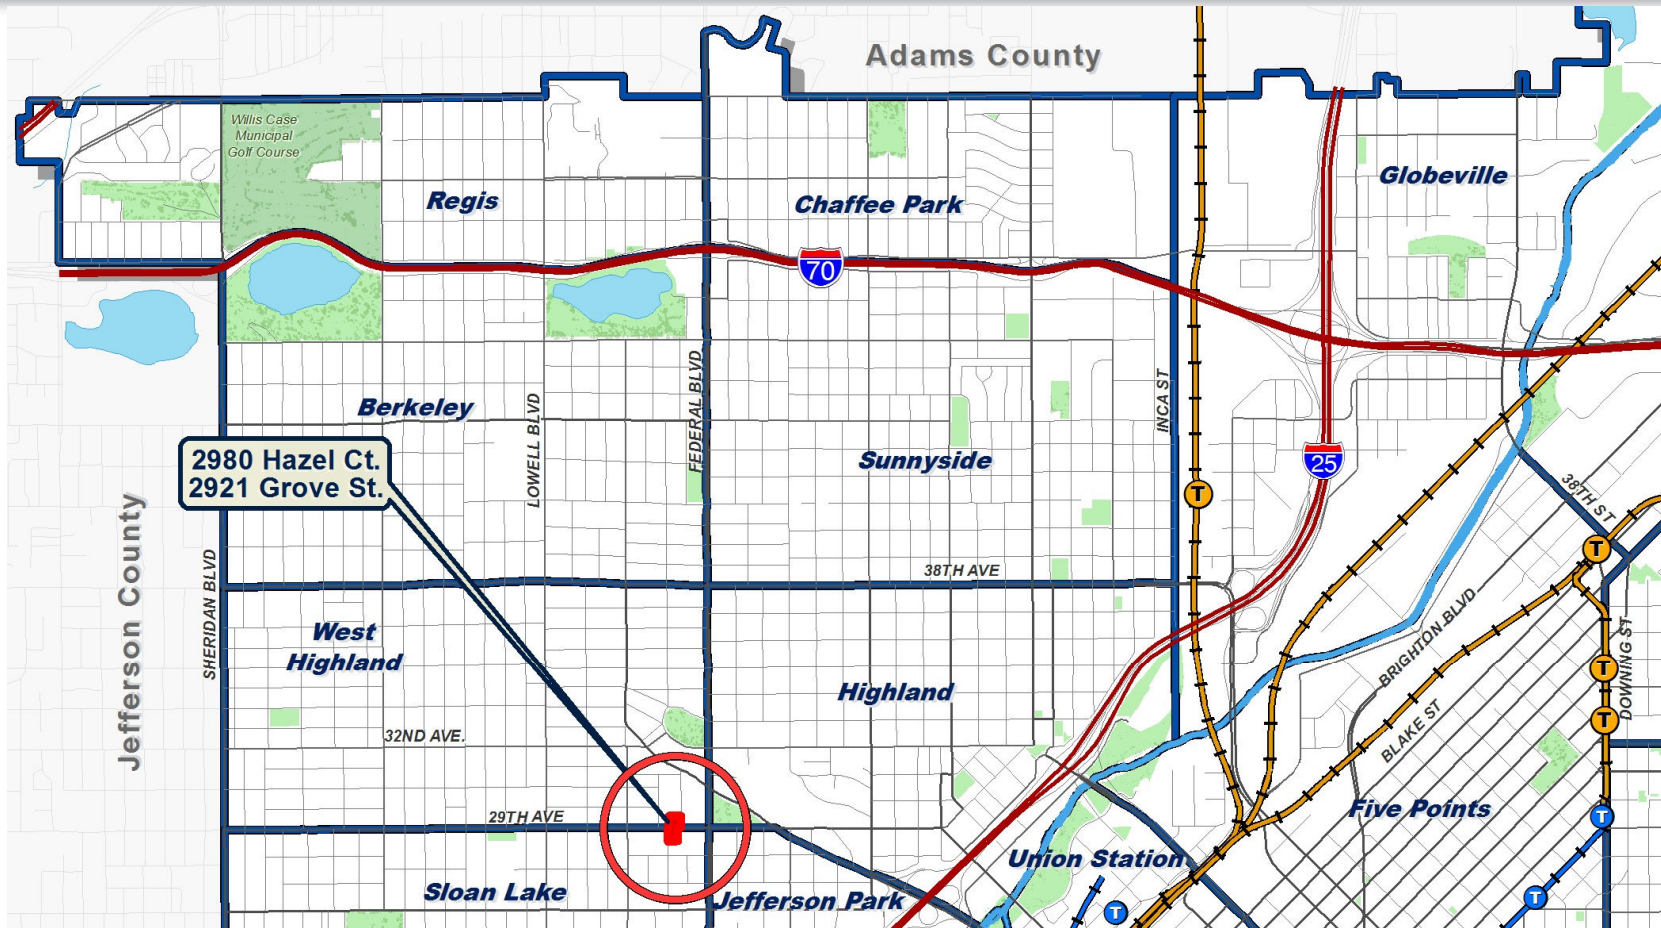 Adams County
Willis Case
Municipal
Golf Course
Regis
Chaffee Park
Globeville
70
Berkeley
LOWELL BLVD
FEDERAL BLVD
INCA ST
2980 Hazel Ct.
2921 Grove St.
Sunnyside
25
T
38TH ST
T
Jefferson County
SHERIDAN BLVD
38TH AVE
West
Highland
Highland
BRIGHTON BLVD
DOWNING ST
T
T
32ND AVE.
BLAKE ST
29TH AVE
Five Points
T
Union Station
Sloan Lake
Jefferson Park
T
T